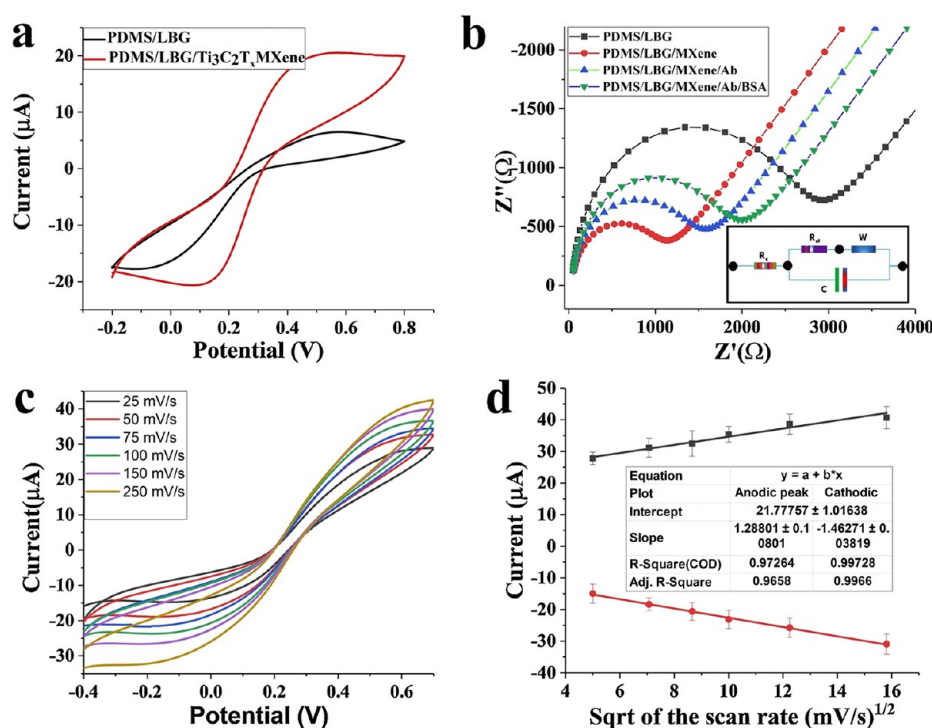 a
PDMS/LBG
PDMS/LBG/Ti3C2TxMXene
20
10
0
-10
-20
Current (μA)
-0.2
0.0
0.2
0.4
0.6
0.8
Potential (V)
b
PDMS/LBG
PDMS/LBG/MXene
PDMS/LBG/MXene/Ab
PDMS/LBG/MXene/Ab/BSA
-2000
-1500
-1000
-500
0
Z''(Ω)
Rs
Rct
W
C
0
1000
2000
3000
4000
Z'(Ω)
c
25 mV/s
50 mV/s
75 mV/s
100 mV/s
150 mV/s
250 mV/s
40
30
20
10
0
-10
-20
-30
Current(μA)
-0.4
-0.2
0.0
0.2
0.4
0.6
Potential (V)
d
50
40
30
20
10
0
-10
-20
-30
-40
Current (μA)
Equation y = a + b*x
Plot Anodic peak Cathodic
Intercept 21.77757 ± 1.01638
Slope 1.28801 ± 0.1 -1.46271 ± 0.
0801 03819
R-Square(COD) 0.97264 0.99728
Adj. R-Square 0.9658 0.9966
4
6
8
10
12
14
16
Sqrt of the scan rate (mV/s)1/2